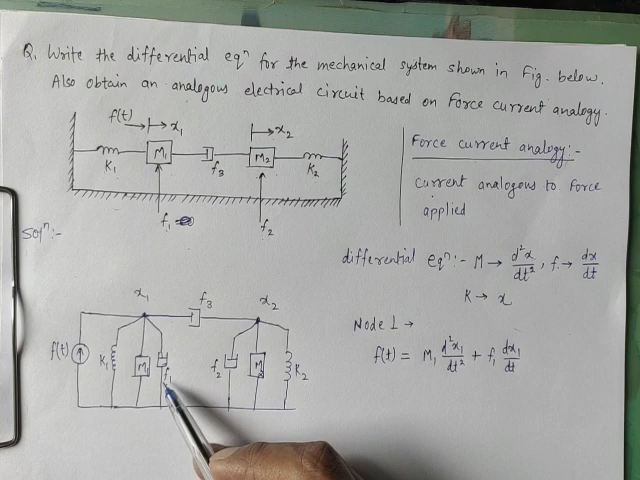 Q. Write the differential eqⁿ for the mechanical system shown in Fig. below.
Also obtain an analogous electrical circuit based on Force current analogy.
f(t) → x₁
→ x₂
K₁ M₁ f₃ M₂ K₂
f₁ f₂
Force current analogy:-
current analogous to force
applied
Solⁿ:-
differential eqⁿ:- M → d²x/dt², f → dx/dt
K → x
x₁ f₃ x₂
f(t) K₁ M₁ f₁ f₂ M₂ K₂
Node 1 →
f(t) = M₁ d²x₁/dt² + f₁ dx₁/dt